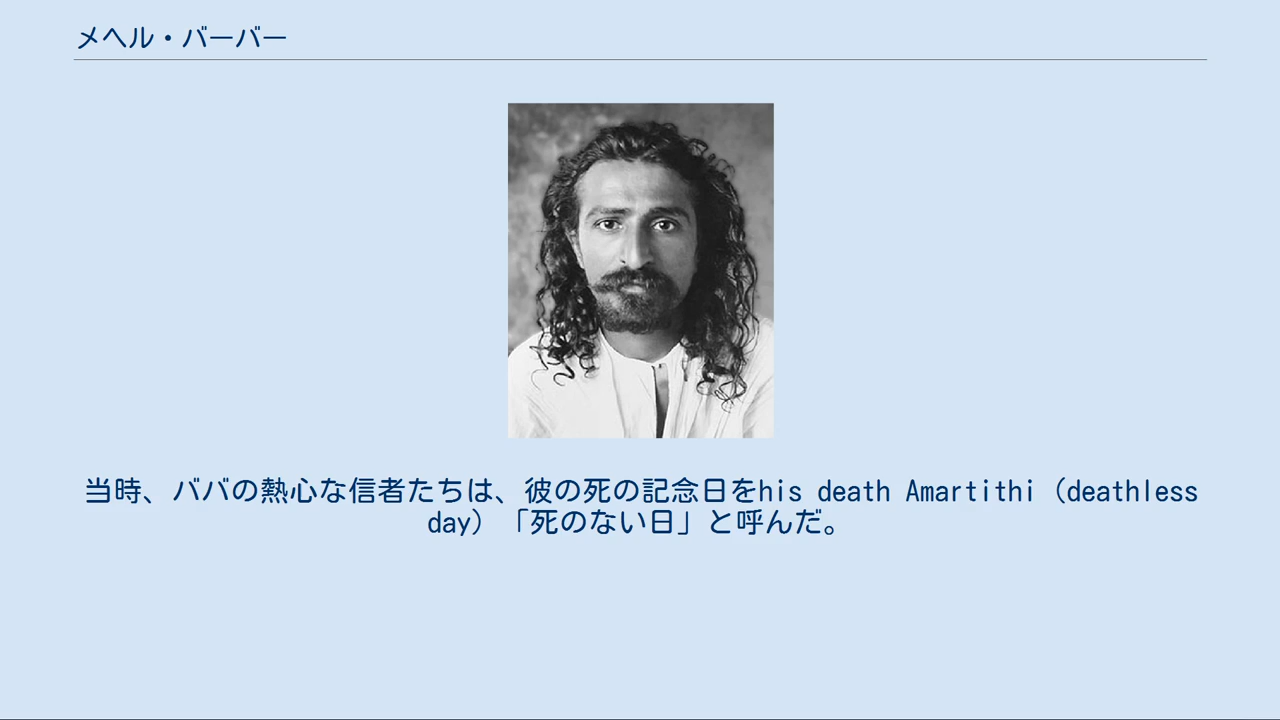 メヘル・バーバー
当時、ババの熱心な信者たちは、彼の死の記念日をhis death Amartithi（deathless
day）「死のない日」と呼んだ。